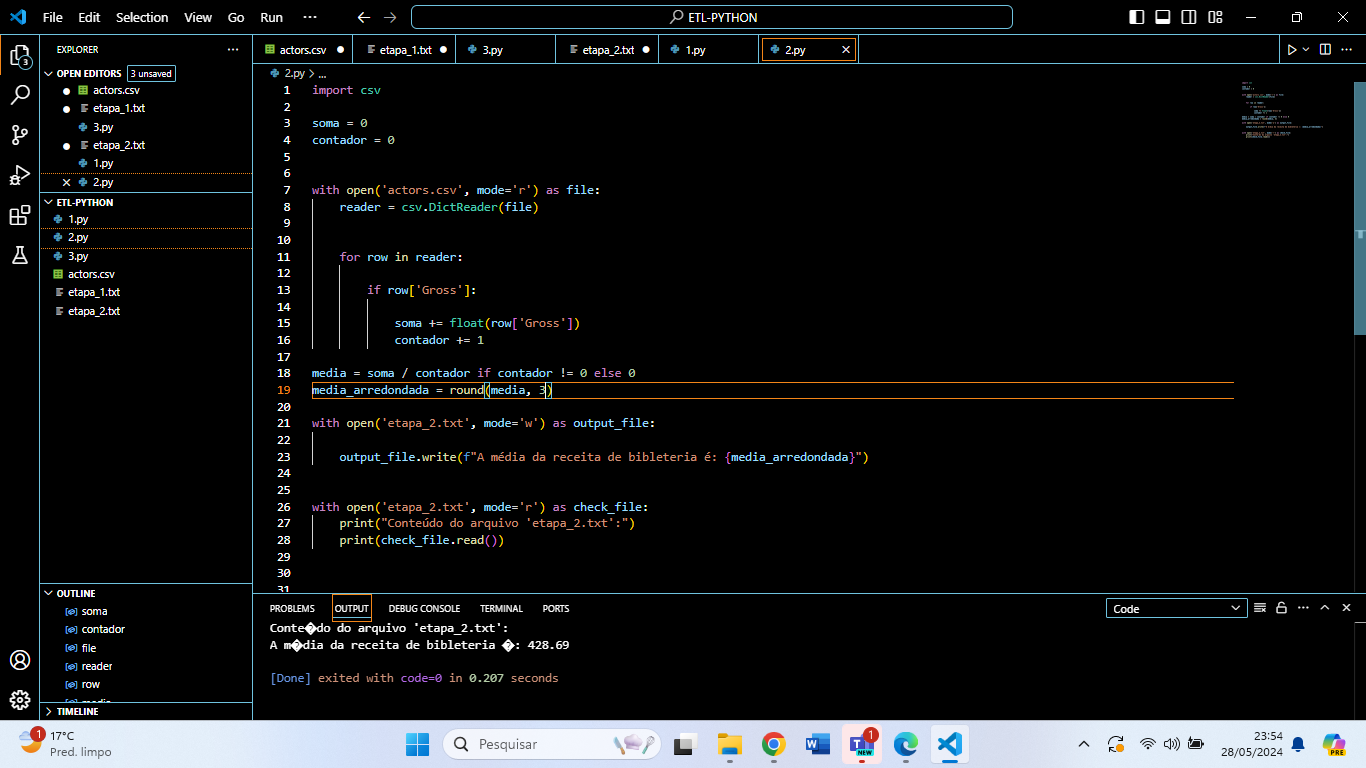 File Edit Selection View Go Run ··· ETL-PYTHON
EXPLORER ···
OPEN EDITORS 3 unsaved
actors.csv
etapa_1.txt
3.py
etapa_2.txt
1.py
2.py
ETL-PYTHON
1.py
2.py
3.py
actors.csv
etapa_1.txt
etapa_2.txt
OUTLINE
soma
contador
file
reader
row
TIMELINE
3
actors.csv etapa_1.txt 3.py etapa_2.txt 1.py 2.py
2.py > ...
1 import csv
2
3 soma = 0
4 contador = 0
5
6
7 with open('actors.csv', mode='r') as file:
8 reader = csv.DictReader(file)
9
10
11 for row in reader:
12
13 if row['Gross']:
14
15 soma += float(row['Gross'])
16 contador += 1
17
18 media = soma / contador if contador != 0 else 0
19 media_arredondada = round(media, 3)
20
21 with open('etapa_2.txt', mode='w') as output_file:
22
23 output_file.write(f"A média da receita de bibleteria é: {media_arredondada}")
24
25
26 with open('etapa_2.txt', mode='r') as check_file:
27 print("Conteúdo do arquivo 'etapa_2.txt':")
28 print(check_file.read())
29
30
31
PROBLEMS OUTPUT DEBUG CONSOLE TERMINAL PORTS Code
Conte�do do arquivo 'etapa_2.txt':
A m�dia da receita de bibleteria �: 428.69
[Done] exited with code=0 in 0.207 seconds
1
17°C
Pred. limpo
Pesquisar
NEW
1
PRE
23:54
28/05/2024